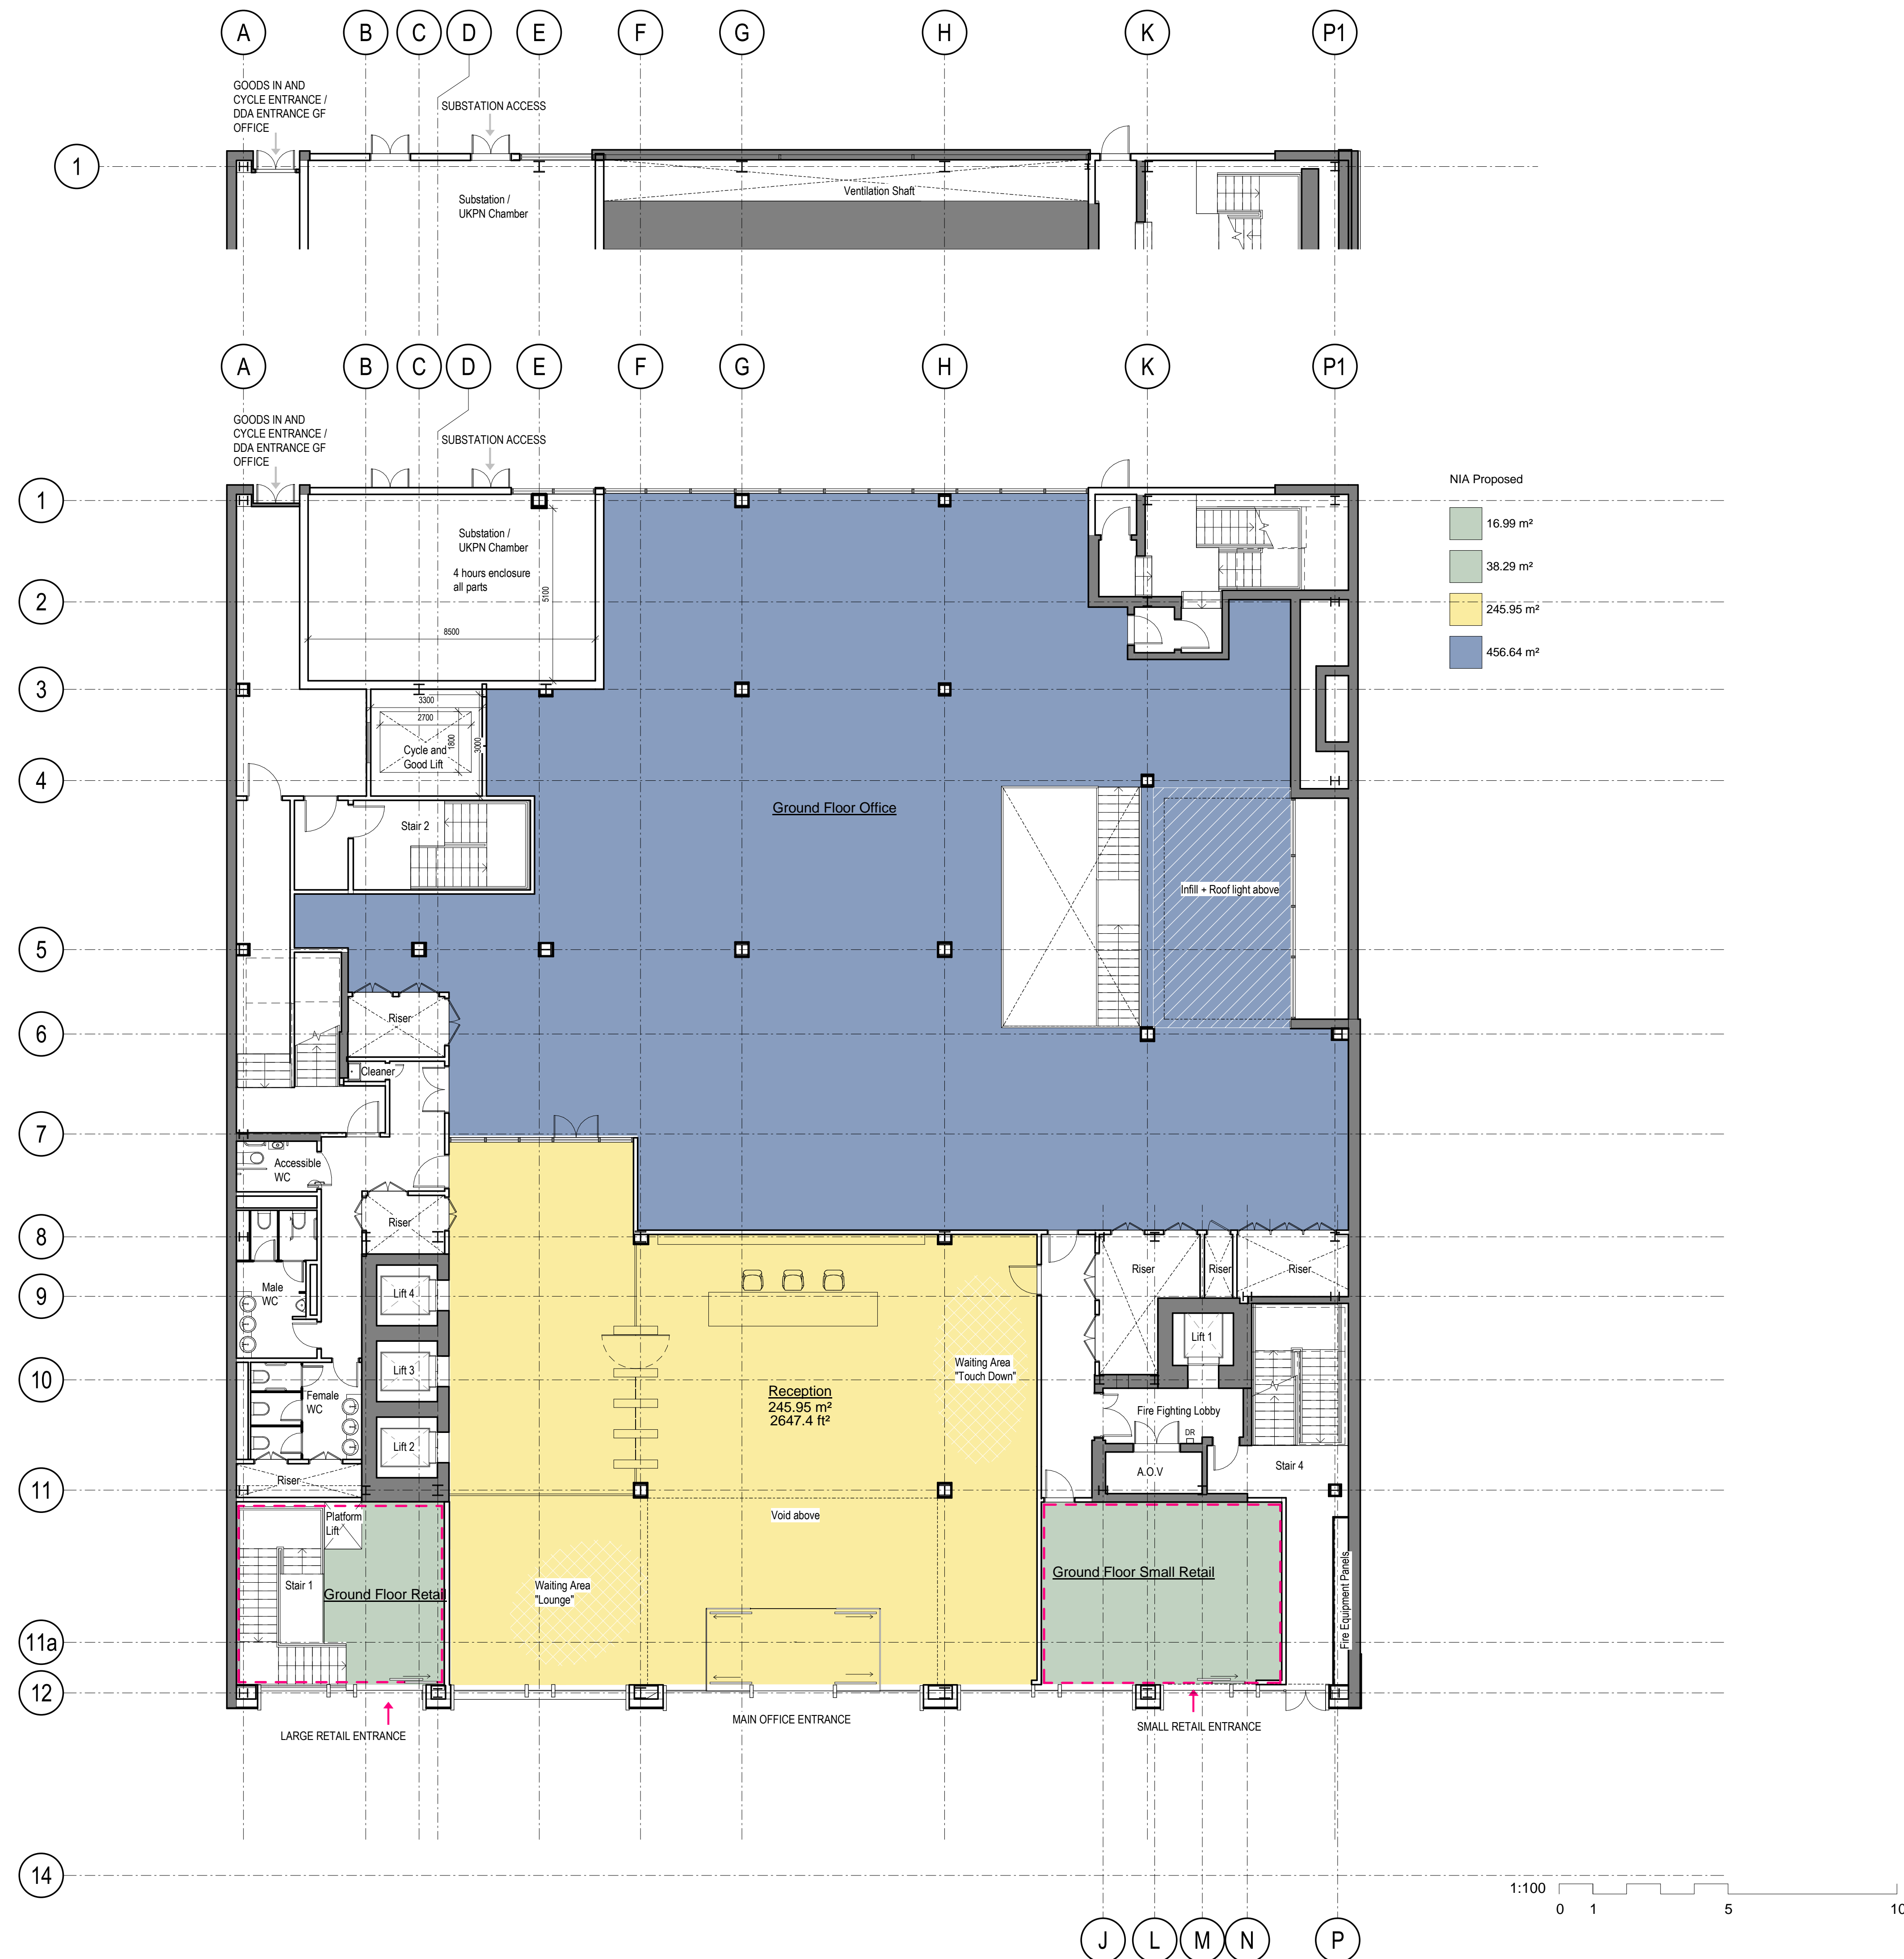 A B C D E F G H K P1
GOODS IN AND
CYCLE ENTRANCE /
DDA ENTRANCE GF
OFFICE
SUBSTATION ACCESS
1
Substation /
UKPN Chamber
Ventilation Shaft
A B C D E F G H K P1
GOODS IN AND
CYCLE ENTRANCE /
DDA ENTRANCE GF
OFFICE
SUBSTATION ACCESS
NIA Proposed
16.99 m²
38.29 m²
245.95 m²
456.64 m²
1
Substation /
UKPN Chamber
4 hours enclosure
all parts
5100
8500
2
3
3300
2700
1800
3000
Cycle and
Good Lift
4
Ground Floor Office
Stair 2
Infill + Roof light above
5
Riser
6
Cleaner
7
Accessible
WC
Riser
8
Male
WC
Lift 4
Riser
Riser
Riser
9
Lift 1
Lift 3
Waiting Area
"Touch Down"
10
Reception
245.95 m²
2647.4 ft²
Female
WC
Fire Fighting Lobby
DR
Lift 2
A.O.V
Stair 4
Riser
11
Platform
Lift
Void above
Stair 1
Ground Floor Retail
Waiting Area
"Lounge"
Ground Floor Small Retail
Fire Equipment Panels
11a
12
LARGE RETAIL ENTRANCE
MAIN OFFICE ENTRANCE
SMALL RETAIL ENTRANCE
14
1:100
0 1 5 10
J L M N P